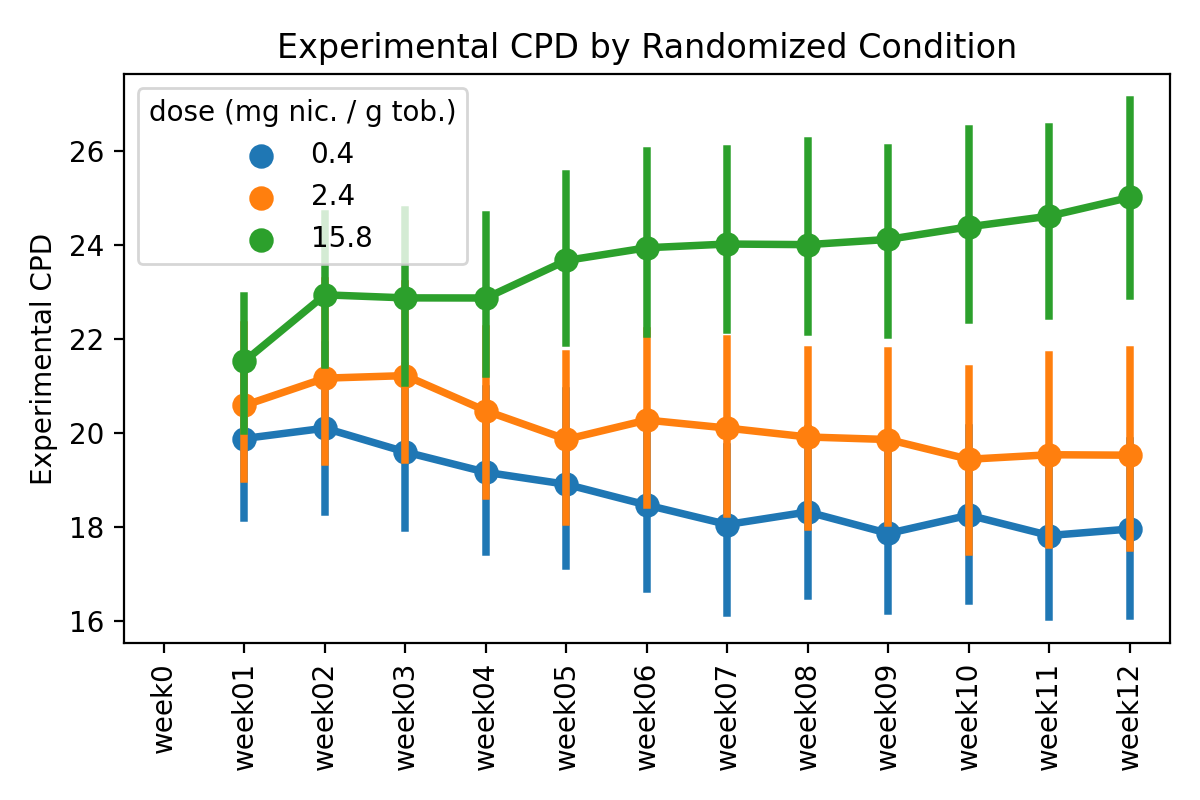 Experimental CPD by Randomized Condition
dose (mg nic. / g tob.)
0.4
2.4
15.8
Experimental CPD
26
24
22
20
18
16
week0
week01
week02
week03
week04
week05
week06
week07
week08
week09
week10
week11
week12